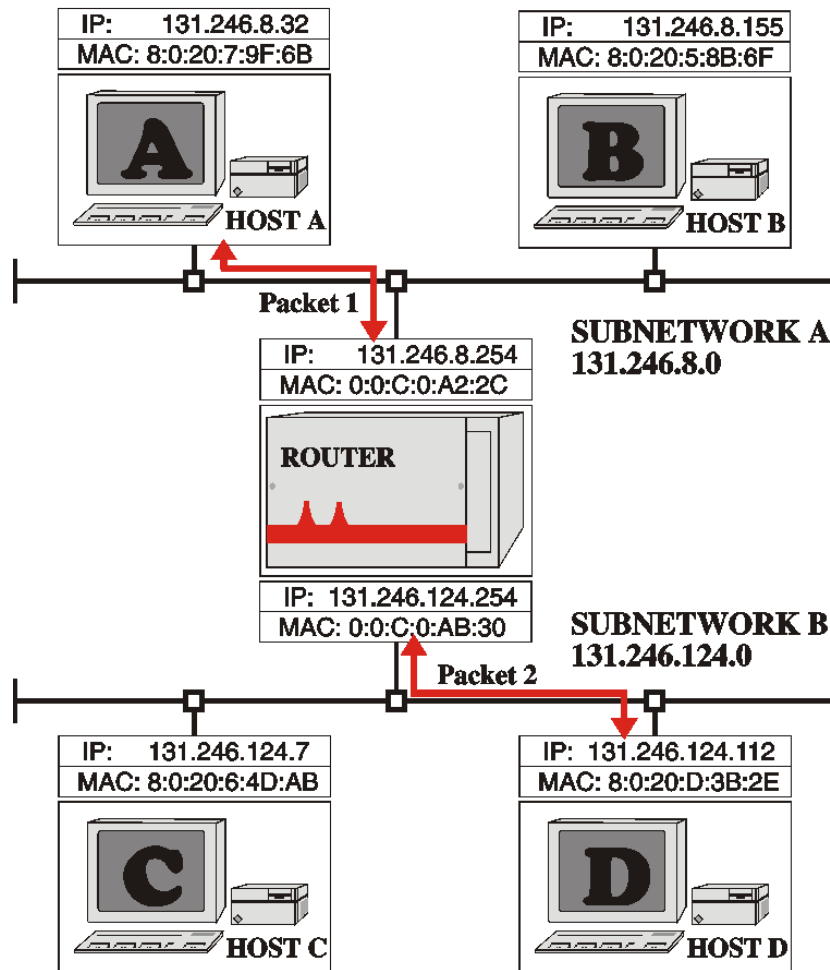 IP: 131.246.8.32
MAC: 8:0:20:7:9F:6B
A
HOST A
IP: 131.246.8.155
MAC: 8:0:20:5:8B:6F
B
HOST B
Packet 1
SUBNETWORK A
131.246.8.0
IP: 131.246.8.254
MAC: 0:0:C:0:A2:2C
ROUTER
IP: 131.246.124.254
MAC: 0:0:C:0:AB:30
SUBNETWORK B
131.246.124.0
Packet 2
IP: 131.246.124.7
MAC: 8:0:20:6:4D:AB
C
HOST C
IP: 131.246.124.112
MAC: 8:0:20:D:3B:2E
D
HOST D